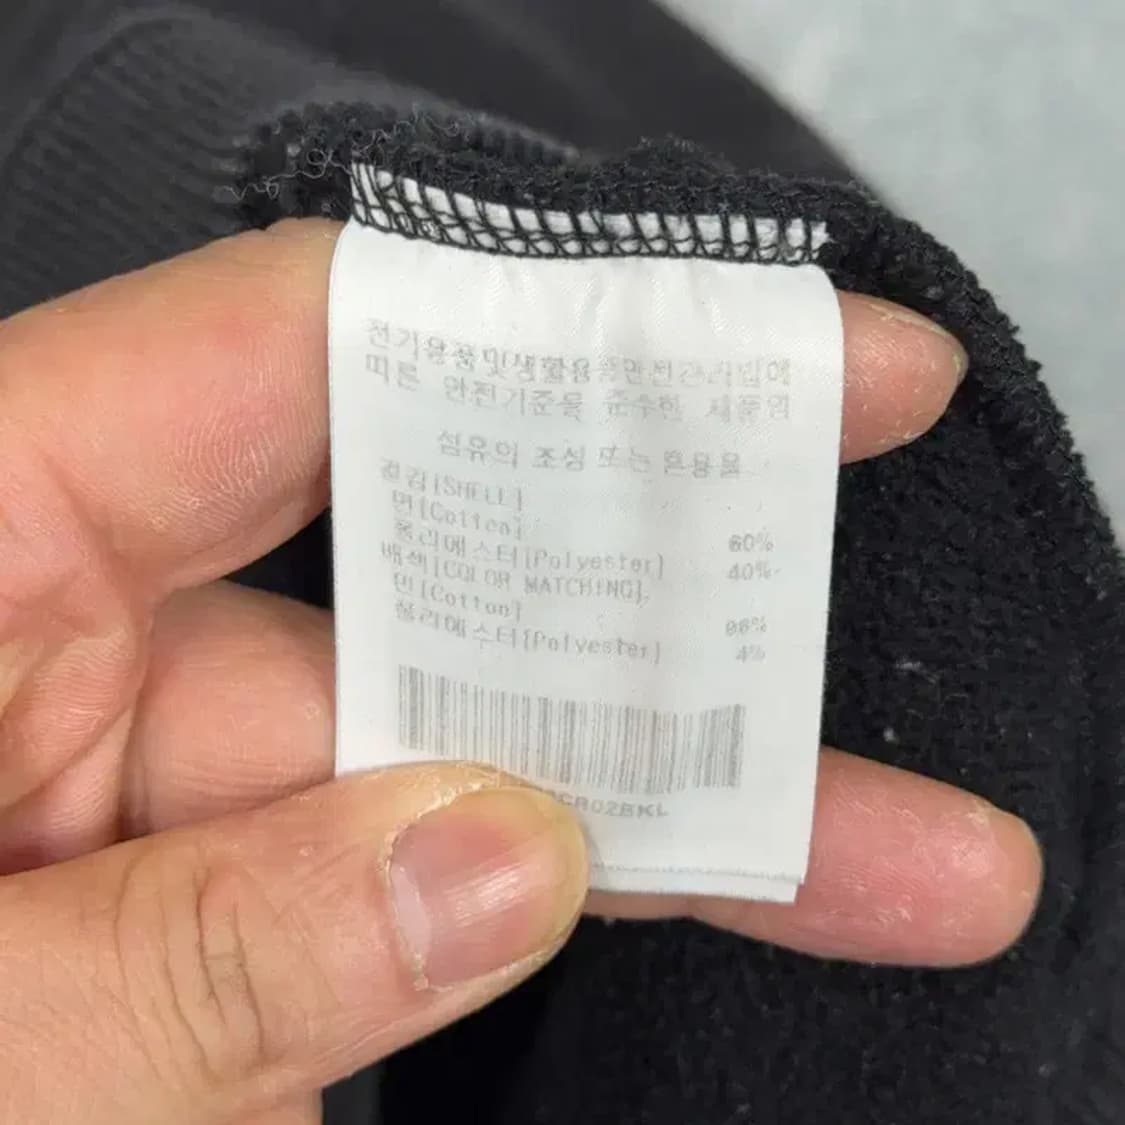 전기용품및생활용품안전관리법에
따른 안전기준을 준수한 제품임
섬유의 조성 또는 혼용율
겉감[SHELL]
면[Cotton] 60%
폴리에스터[Polyester] 40%
배색[COLOR MATCHING]
면[Cotton] 96%
폴리에스터[Polyester] 4%
CR02BKL